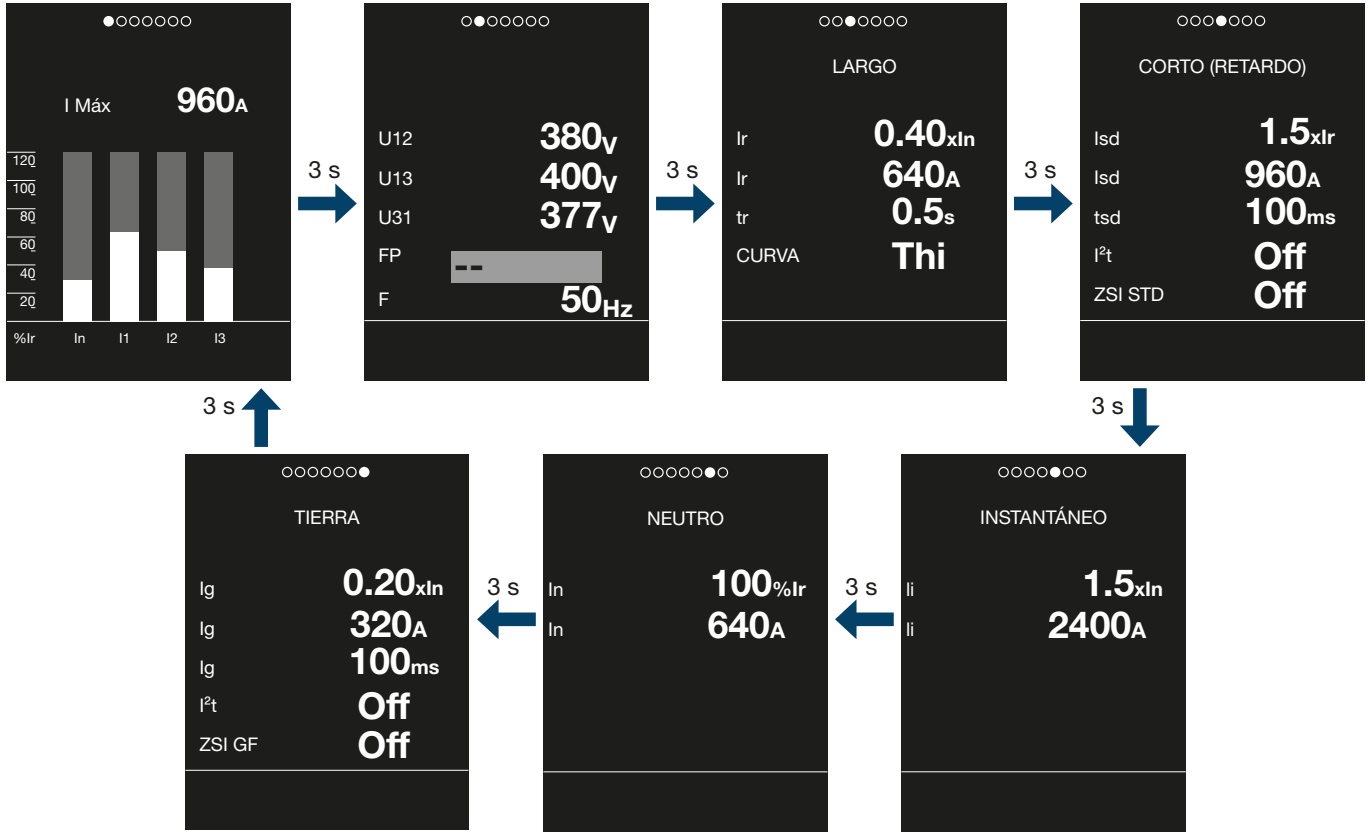 I Máx 960A
120
100
80
60
40
20
%Ir In I1 I2 I3
3 s
U12 380V
U13 400V
U31 377V
FP --
F 50Hz
3 s
LARGO
Ir 0.40xIn
Ir 640A
tr 0.5s
CURVA Thi
3 s
CORTO (RETARDO)
Isd 1.5xIr
Isd 960A
tsd 100ms
I²t Off
ZSI STD Off
3 s
INSTANTÁNEO
Ii 1.5xIn
Ii 2400A
3 s
NEUTRO
In 100%Ir
In 640A
3 s
TIERRA
Ig 0.20xIn
Ig 320A
Ig 100ms
I²t Off
ZSI GF Off
3 s